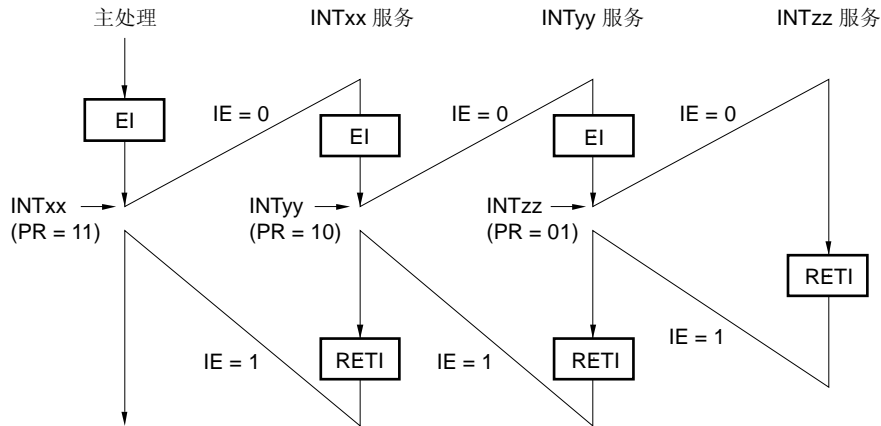 主处理
INTxx 服务
INTyy 服务
INTzz 服务
EI
IE = 0
EI
IE = 0
EI
IE = 0
INTxx
(PR = 11)
INTyy
(PR = 10)
INTzz
(PR = 01)
RETI
IE = 1
RETI
IE = 1
RETI
IE = 1